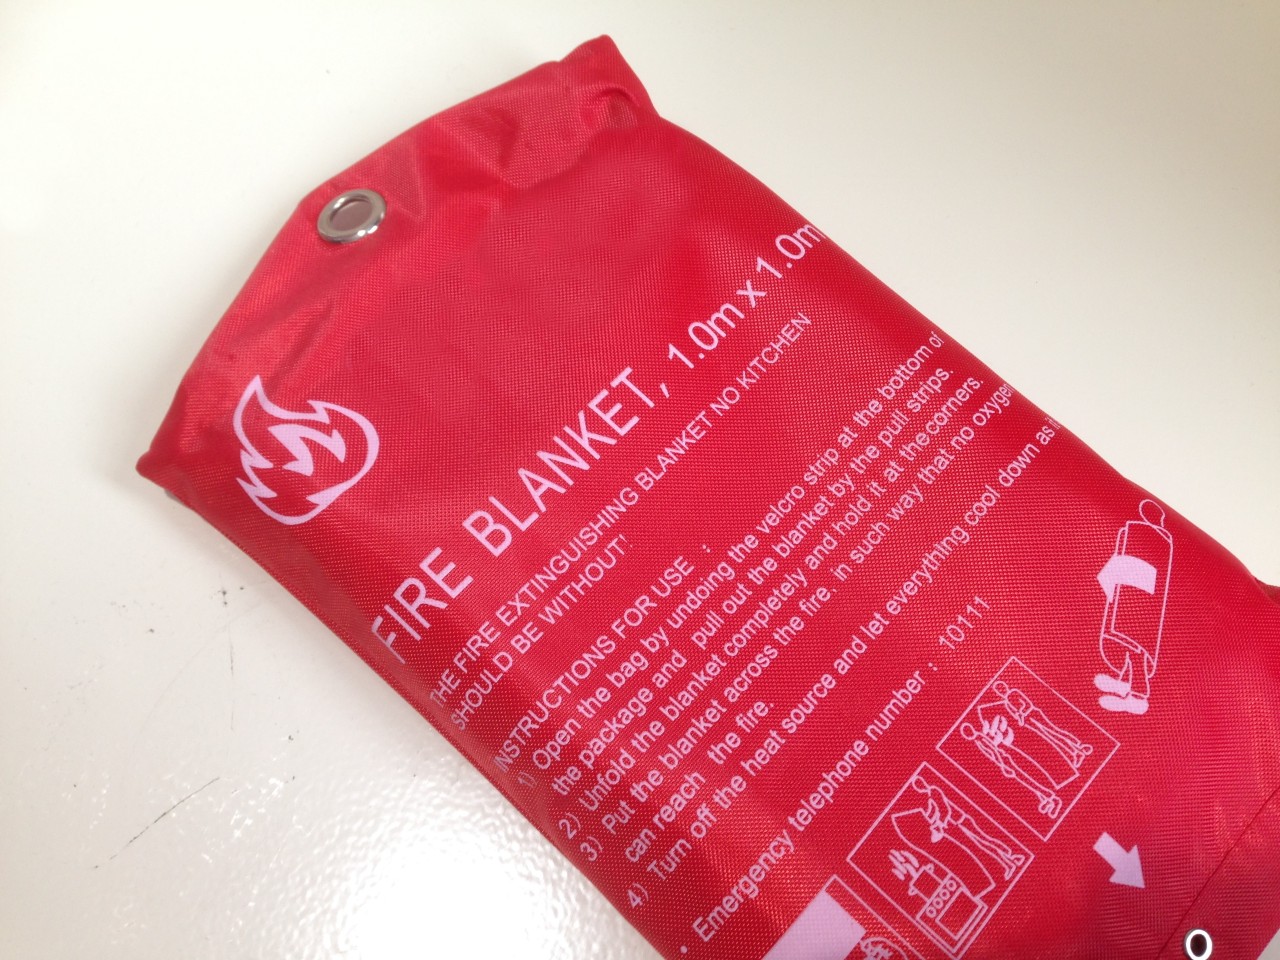 FIRE BLANKET, 1.0m x 1.0m
THE FIRE EXTINGUISHING BLANKET NO KITCHEN
SHOULD BE WITHOUT!
INSTRUCTIONS FOR USE :
1) Open the bag by undoing the velcro strip at the bottom of
the package and pull out the blanket by the pull strips.
2) Unfold the blanket completely and hold it at thecorners.
3) Put the blanket across the fire, in such way that no oxygen
can reach the fire.
4) Turn off the heat source and let everything cool down as
• Emergency telephone number : 10111